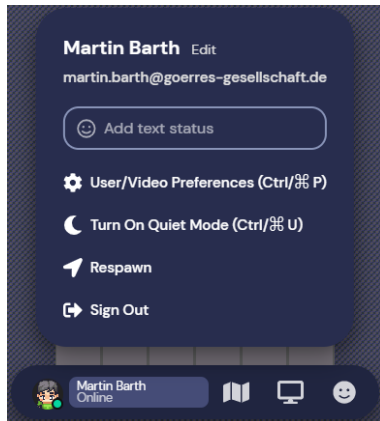 Martin Barth Edit
martin.barth@goerres-gesellschaft.de
Add text status
User/Video Preferences (Ctrl/⌘ P)
Turn On Quiet Mode (Ctrl/⌘ U)
Respawn
Sign Out
Martin Barth
Online